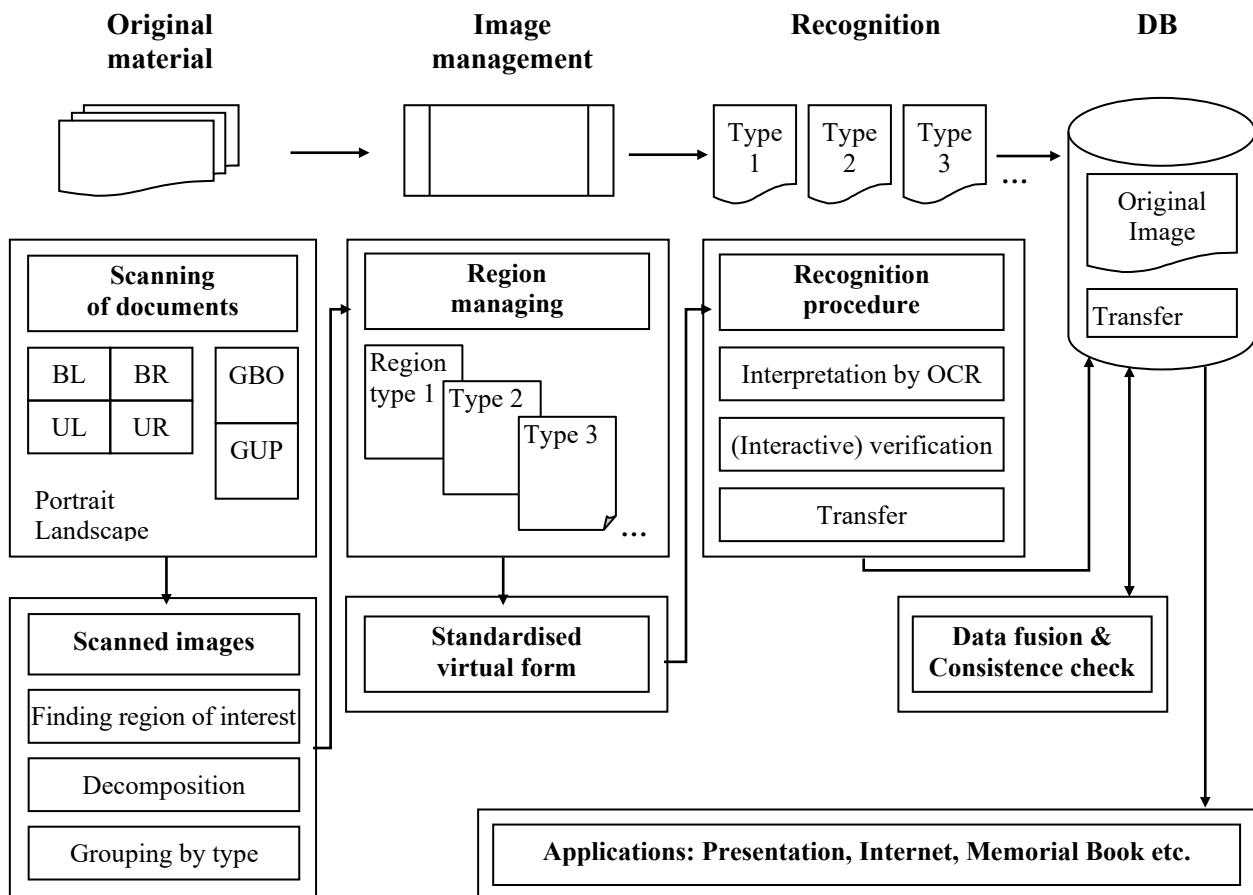 Original
material
Image
management
Recognition
DB
Type
1
Type
2
Type
3
...
Original
Image
Transfer
Scanning
of documents
BL
BR
UL
UR
GBO
GUP
Portrait
Landscape
Region
managing
Region
type 1
Type 2
Type 3
...
Recognition
procedure
Interpretation by OCR
(Interactive) verification
Transfer
Scanned images
Finding region of interest
Decomposition
Grouping by type
Standardised
virtual form
Data fusion &
Consistence check
Applications: Presentation, Internet, Memorial Book etc.